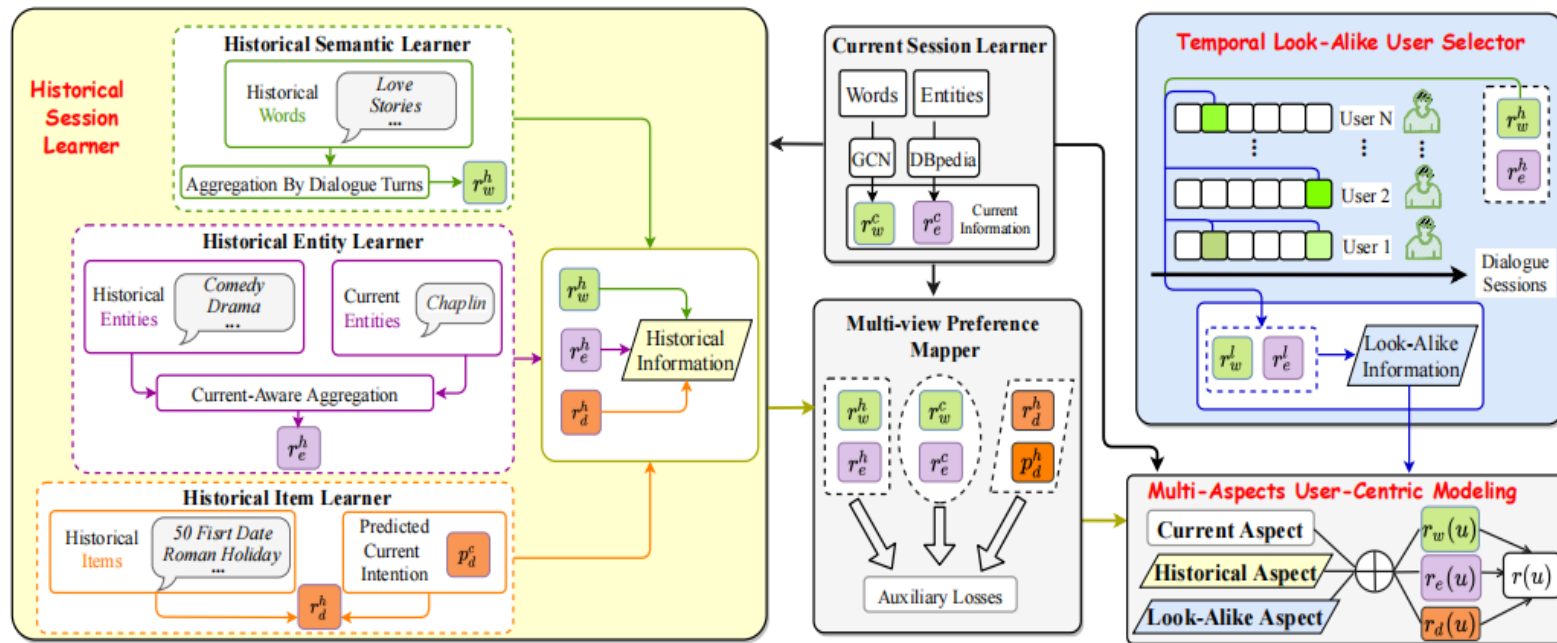 Historical
Session
Learner
Historical Semantic Learner
Historical
Words
Love
Stories
...
Aggregation By Dialogue Turns
r_w^h
Historical Entity Learner
Historical
Entities
Comedy
Drama
...
Current
Entities
Chaplin
Current-Aware Aggregation
r_e^h
Historical Item Learner
Historical
Items
50 Fisrt Date
Roman Holiday
...
Predicted
Current
Intention
p_d^c
r_d^h
r_w^h
r_e^h
r_d^h
Historical
Information
Current Session Learner
Words
Entities
GCN
DBpedia
r_w^c
r_e^c
Current
Information
Multi-view Preference
Mapper
r_w^h
r_w^c
r_d^h
r_e^h
r_e^c
p_d^h
Auxiliary Losses
Temporal Look-Alike User Selector
User N
...
...
User 2
User 1
r_w^h
r_e^h
Dialogue
Sessions
r_w^l
r_e^l
Look-Alike
Information
Multi-Aspects User-Centric Modeling
Current Aspect
Historical Aspect
Look-Alike Aspect
r_w(u)
r_e(u)
r_d(u)
r(u)